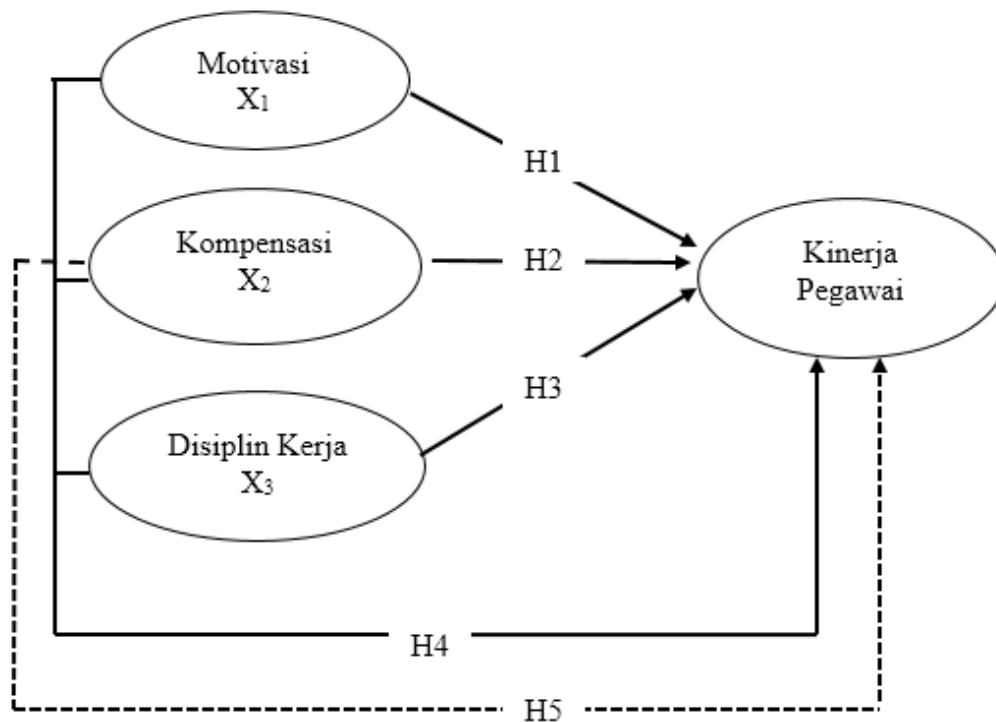 Motivasi
X₁
H1
Kompensasi
X₂
H2
Kinerja
Pegawai
H3
Disiplin Kerja
X₃
H4
H5